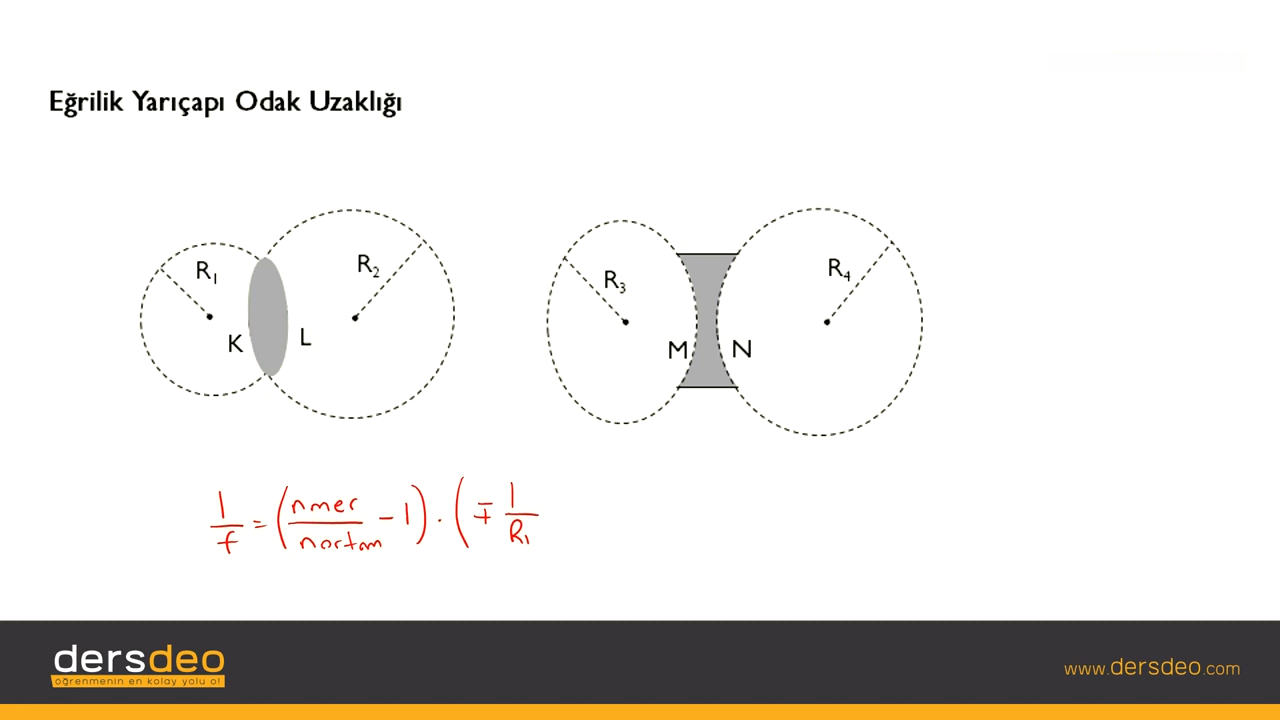 Eğrilik Yarıçapı Odak Uzaklığı
R₁
R₂
K
L
R₃
R₄
M
N
1/f = (nmer/nortam - 1) · (∓ 1/R₁
dersdeo
öğrenmenin en kolay yolu o!
www.dersdeo.com